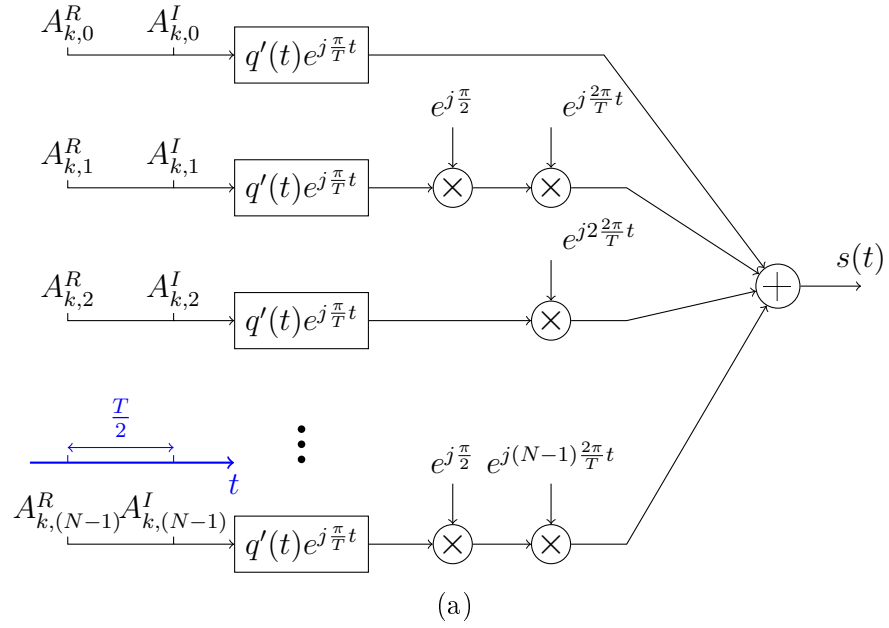 A^R_{k,0} A^I_{k,0}
q'(t)e^{j\frac{\pi}{T}t}
e^{j\frac{\pi}{2}} e^{j\frac{2\pi}{T}t}
A^R_{k,1} A^I_{k,1}
q'(t)e^{j\frac{\pi}{T}t} × ×
e^{j2\frac{2\pi}{T}t}
s(t)
+
A^R_{k,2} A^I_{k,2}
q'(t)e^{j\frac{\pi}{T}t} ×
\frac{T}{2}
⋮
t
e^{j\frac{\pi}{2}} e^{j(N-1)\frac{2\pi}{T}t}
A^R_{k,(N-1)} A^I_{k,(N-1)}
q'(t)e^{j\frac{\pi}{T}t} × ×
(a)